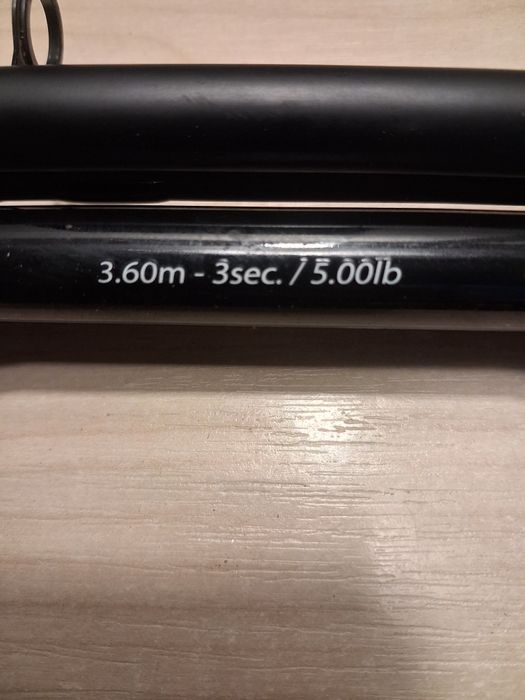 3.60m - 3sec. / 5.00lb